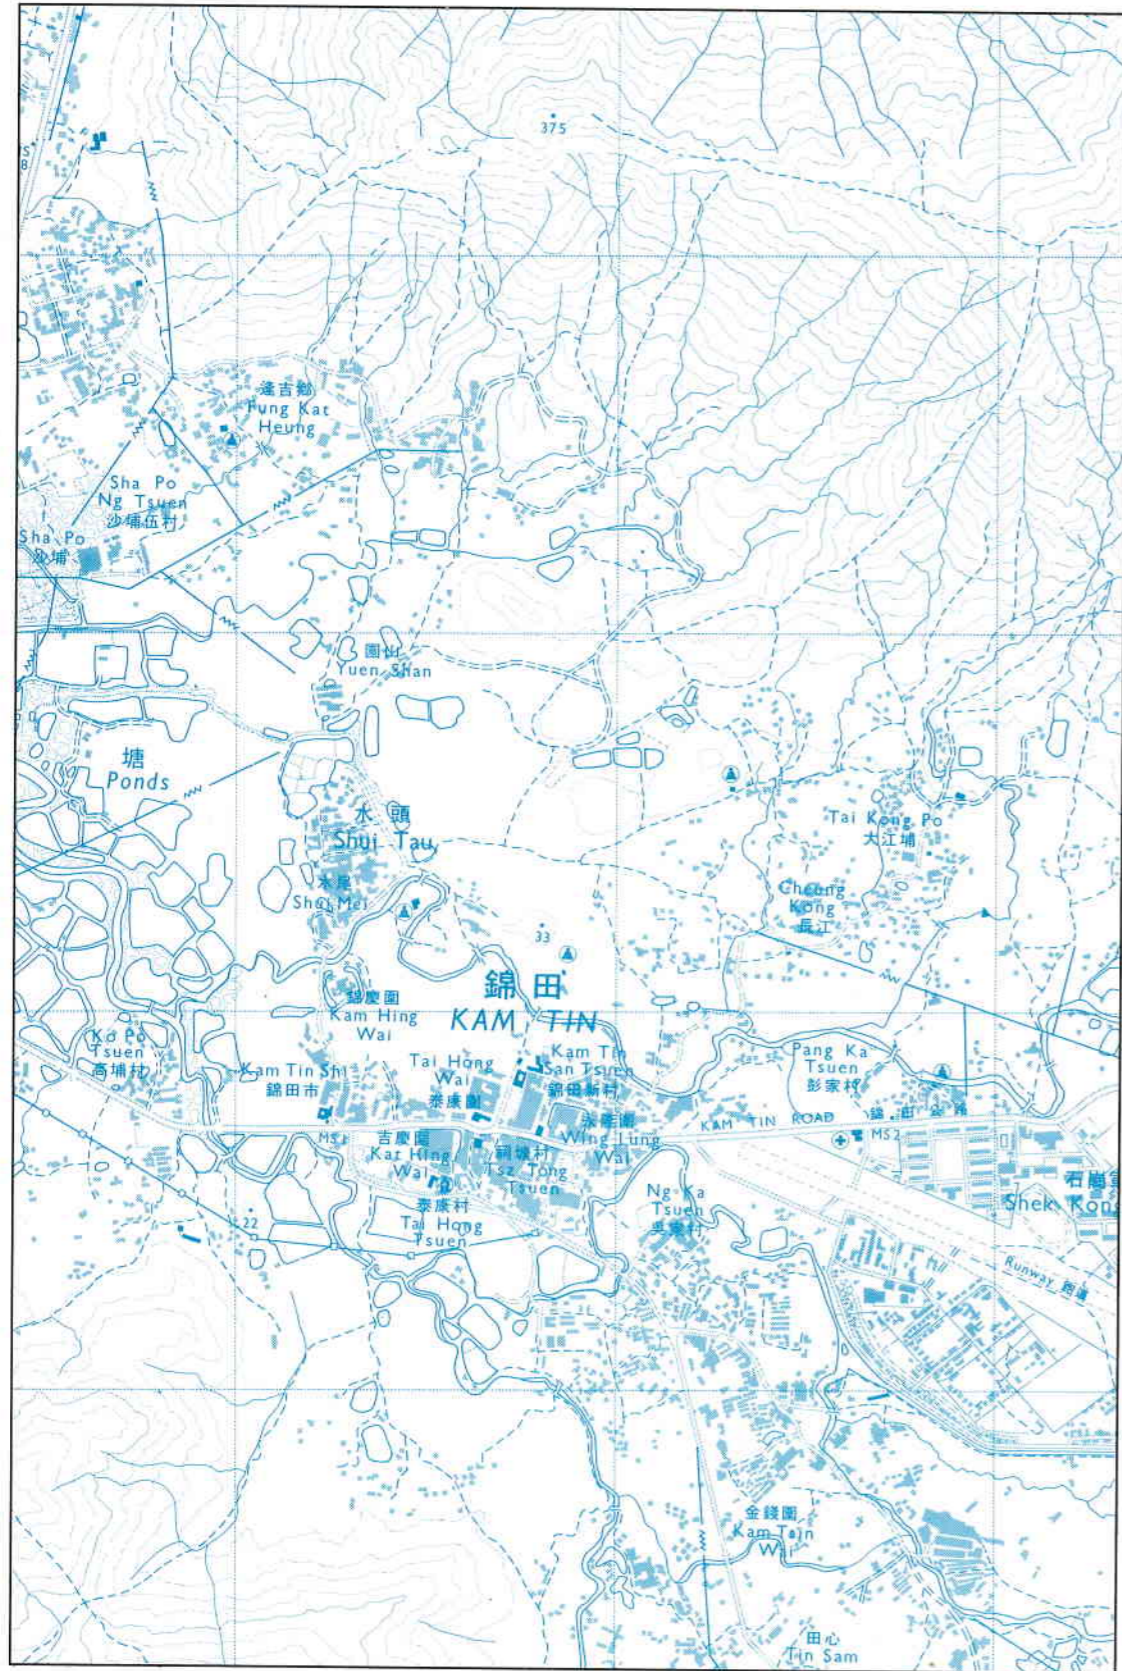 375
8
逢吉鄉
Fung Kat
Heung
Sha Po
Ng Tsuen
沙埔伍村
Sha Po
沙埔
園山
Yuen Shan
塘
Ponds
水頭
Shui Tau
水尾
Shui Mei
Tai Kong Po
大江埔
Cheung
Kong
長江
33
錦田
KAM TIN
錦慶圍
Kam Hing
Wai
Ko Po
Tsuen
高埔村
Kam Tin Shi
錦田市
Tai Hong
Wai
泰康圍
Kam Tin
San Tsuen
錦田新村
Pang Ka
Tsuen
彭家村
KAM TIN ROAD 錦田公路
MS1
MS2
吉慶圍
Kat Hing
Wai
祠塘村
Tsz Tong
Tsuen
永隆圍
Wing Lung
Wai
泰康村
Tai Hong
Tsuen
Ng Ka
Tsuen
吳家村
石崗
Shek Kong
22
Runway 跑道
金錢圍
Kam Tsin
Wai
田心
Tin Sam